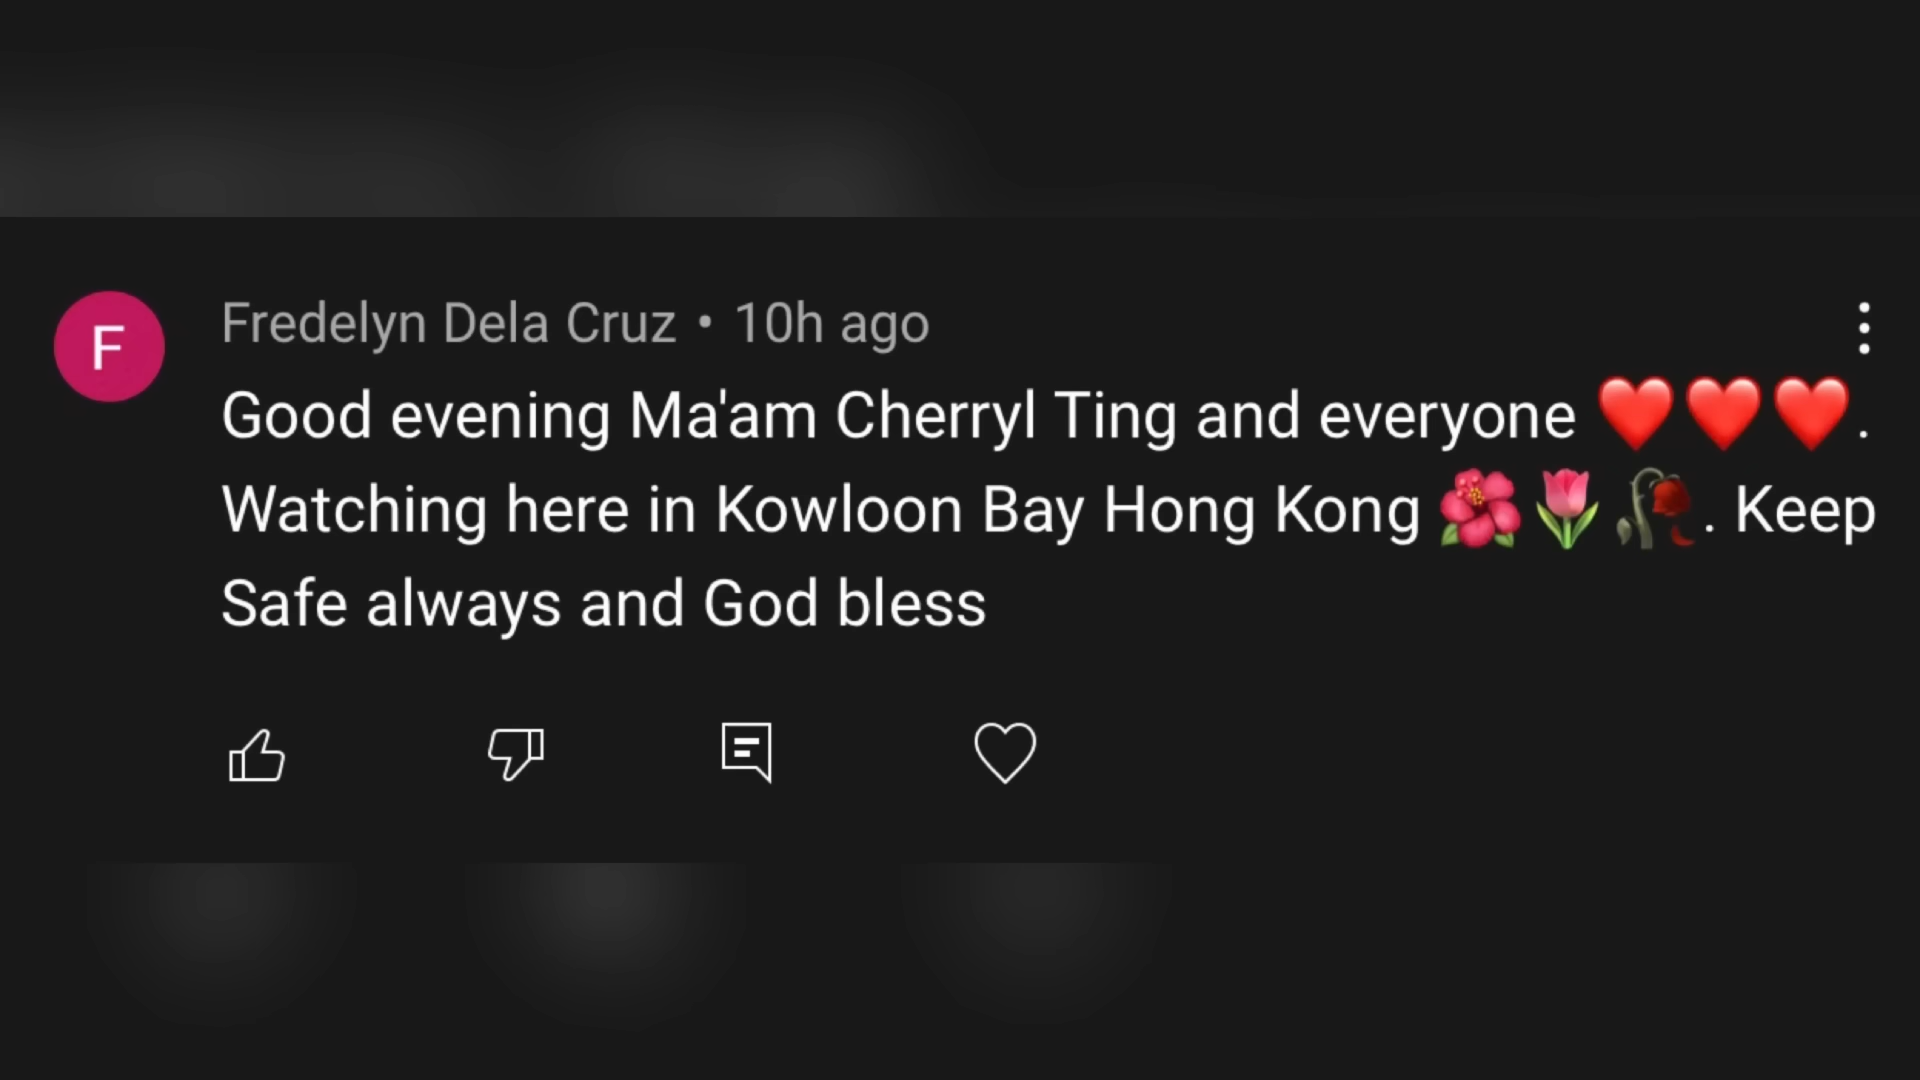 F
Fredelyn Dela Cruz • 10h ago
Good evening Ma'am Cherryl Ting and everyone ❤️❤️❤️.
Watching here in Kowloon Bay Hong Kong 🌺🌷🥀. Keep
Safe always and God bless